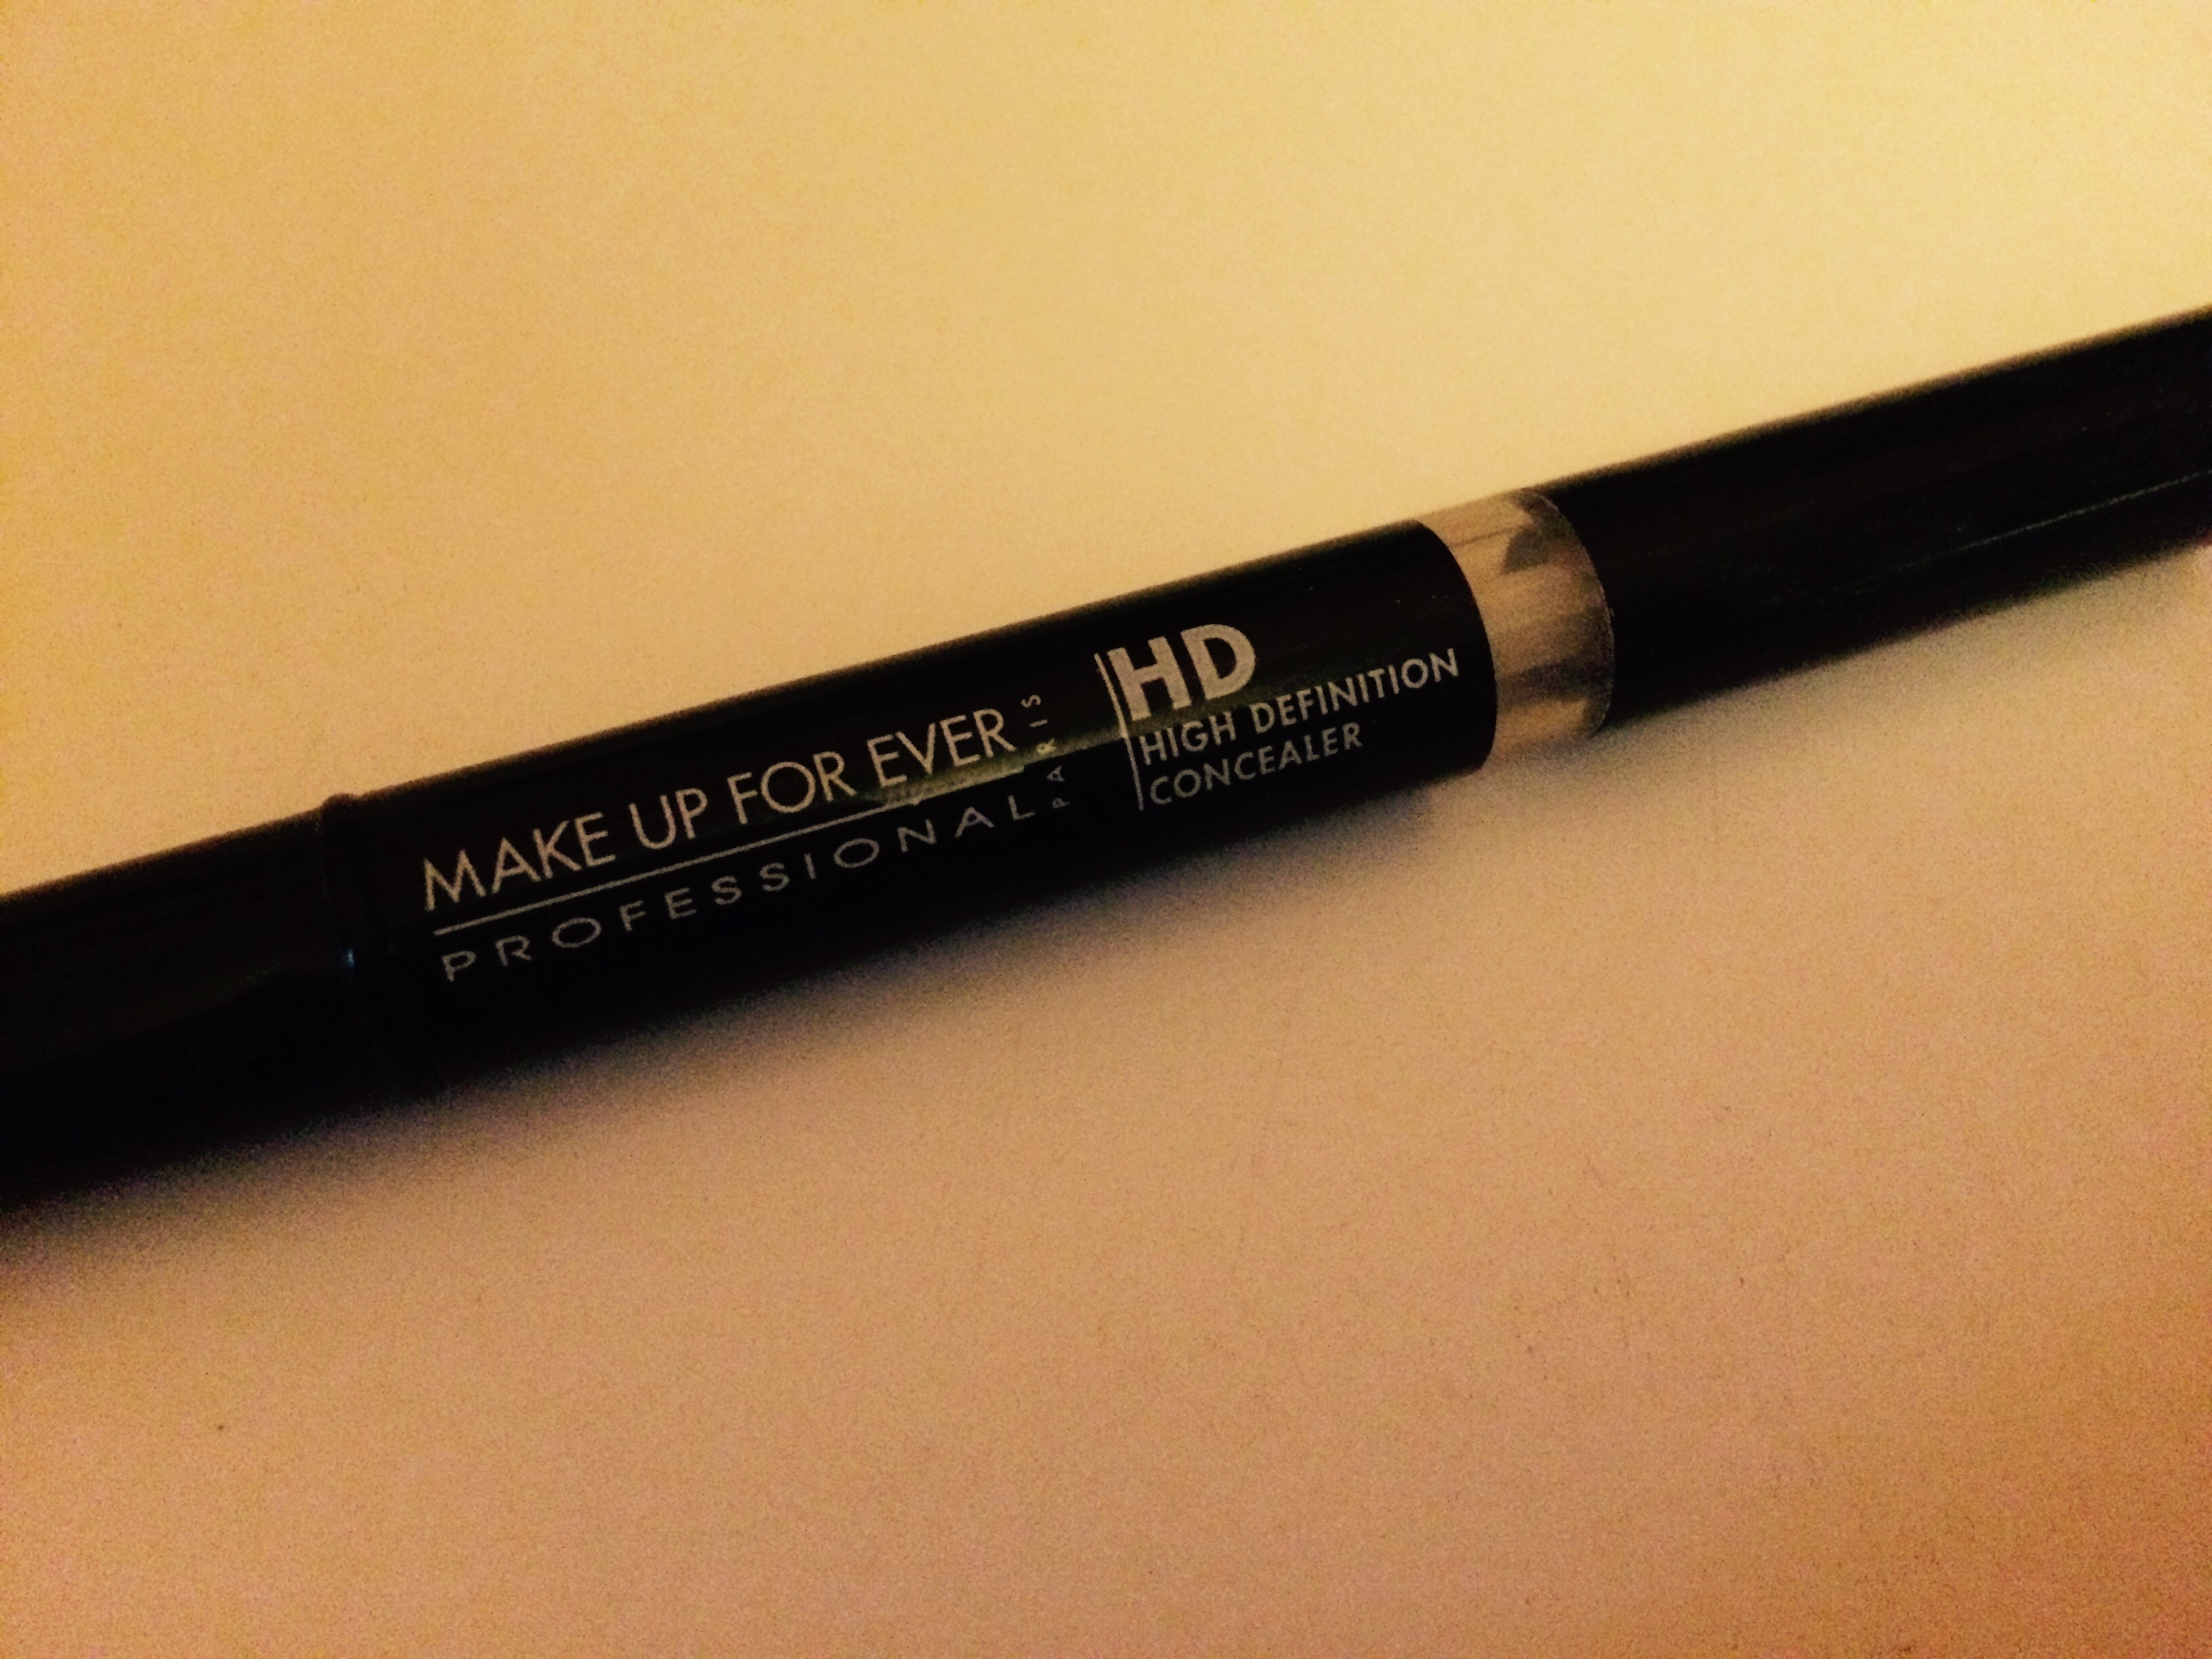 MAKE UP FOR EVER
PROFESSIONAL
PARIS
HD
HIGH DEFINITION
CONCEALER